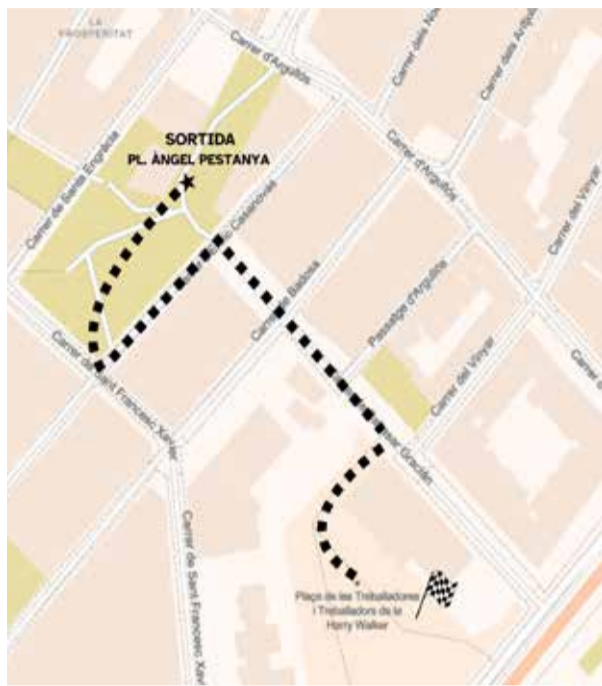 LA
PROSPERITAT
Carrer d'Argullós
Carrer dels
Carrer dels
SORTIDA
PL. ÀNGEL PESTANYA
Carrer de Santa Engràcia
Carrer d'Argullós
Casanovas
Carrer del Vinyar
Carrer de Badosa
Passatge d'Argullós
Carrer de Sant Francesc Xavier
Carrer del Vinyar
Gracián
Carrer de Sant Francesc Xavier
Plaça de les Treballadores
i Treballadors de la
Harry Walker